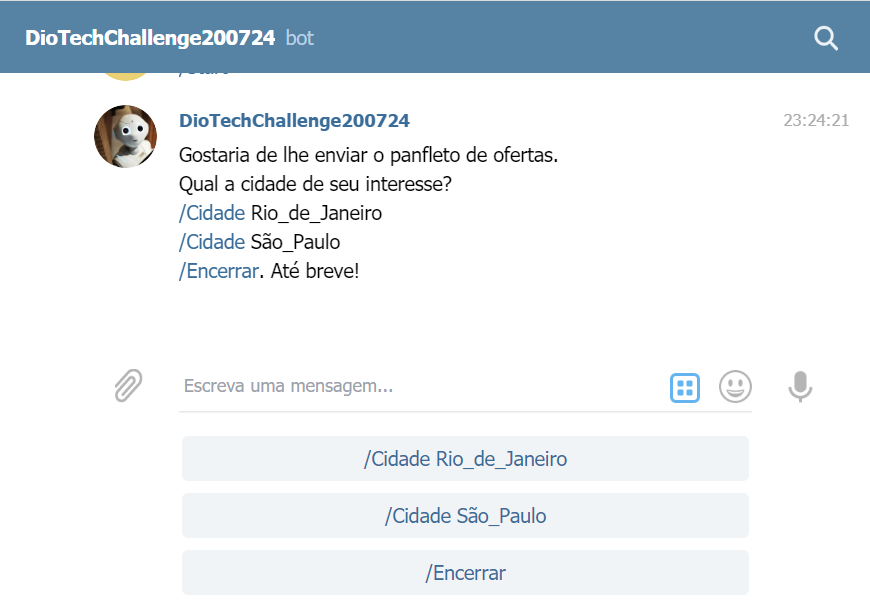 DioTechChallenge200724 bot
DioTechChallenge200724 23:24:21
Gostaria de lhe enviar o panfleto de ofertas.
Qual a cidade de seu interesse?
/Cidade Rio_de_Janeiro
/Cidade São_Paulo
/Encerrar. Até breve!
Escreva uma mensagem...
/Cidade Rio_de_Janeiro
/Cidade São_Paulo
/Encerrar